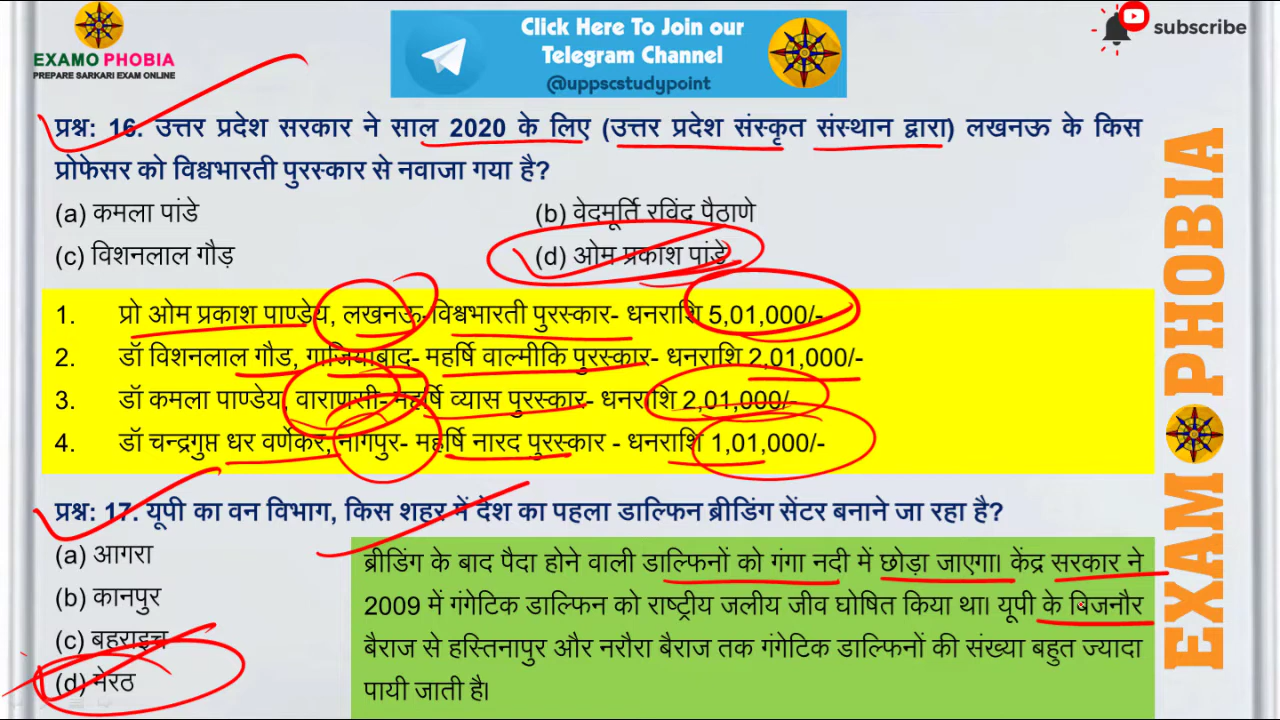 EXAMO PHOBIA
PREPARE SARKARI EXAM ONLINE
Click Here To Join our
Telegram Channel
@uppscstudypoint
subscribe
प्रश्न: 16. उत्तर प्रदेश सरकार ने साल 2020 के लिए (उत्तर प्रदेश संस्कृत संस्थान द्वारा) लखनऊ के किस
प्रोफेसर को विश्वभारती पुरस्कार से नवाजा गया है?
(a) कमला पांडे
(b) वेदमूर्ति रविंद्र पैठाणे
(c) विशनलाल गौड़
(d) ओम प्रकाश पांडे
1. प्रो ओम प्रकाश पाण्डेय, लखनऊ- विश्वभारती पुरस्कार- धनराशि 5,01,000/-
2. डॉ विशनलाल गौड, गाजियाबाद- महर्षि वाल्मीकि पुरस्कार- धनराशि 2,01,000/-
3. डॉ कमला पाण्डेय, वाराणसी- महर्षि व्यास पुरस्कार- धनराशि 2,01,000/-
4. डॉ चन्द्रगुप्त धर वर्णेकर, नागपुर- महर्षि नारद पुरस्कार - धनराशि 1,01,000/-
प्रश्न: 17. यूपी का वन विभाग, किस शहर में देश का पहला डाल्फिन ब्रीडिंग सेंटर बनाने जा रहा है?
(a) आगरा
(b) कानपुर
(c) बहराइच
(d) मेरठ
ब्रीडिंग के बाद पैदा होने वाली डाल्फिनों को गंगा नदी में छोड़ा जाएगा। केंद्र सरकार ने
2009 में गंगेटिक डाल्फिन को राष्ट्रीय जलीय जीव घोषित किया था। यूपी के बिजनौर
बैराज से हस्तिनापुर और नरौरा बैराज तक गंगेटिक डाल्फिनों की संख्या बहुत ज्यादा
पायी जाती है।
EXAM PHOBIA